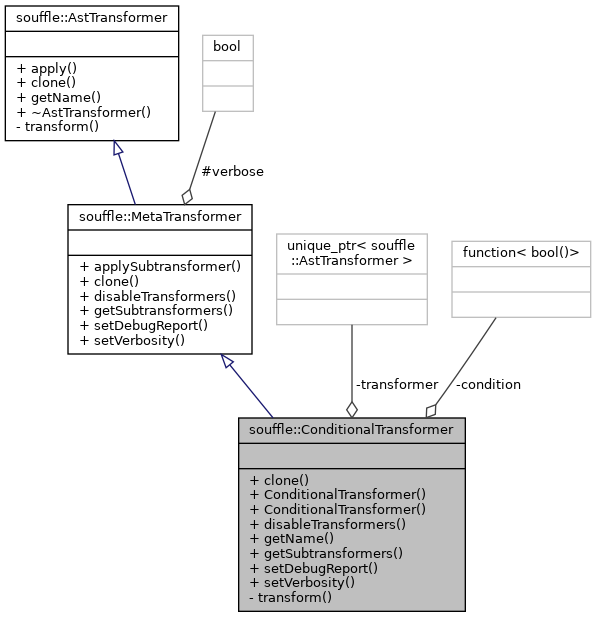 souffle::AstTransformer
+ apply()
+ clone()
+ getName()
+ ~AstTransformer()
- transform()
bool
#verbose
souffle::MetaTransformer
+ applySubtransformer()
+ clone()
+ disableTransformers()
+ getSubtransformers()
+ setDebugReport()
+ setVerbosity()
unique_ptr< souffle
::AstTransformer >
function< bool()>
-transformer
-condition
souffle::ConditionalTransformer
+ clone()
+ ConditionalTransformer()
+ ConditionalTransformer()
+ disableTransformers()
+ getName()
+ getSubtransformers()
+ setDebugReport()
+ setVerbosity()
- transform()